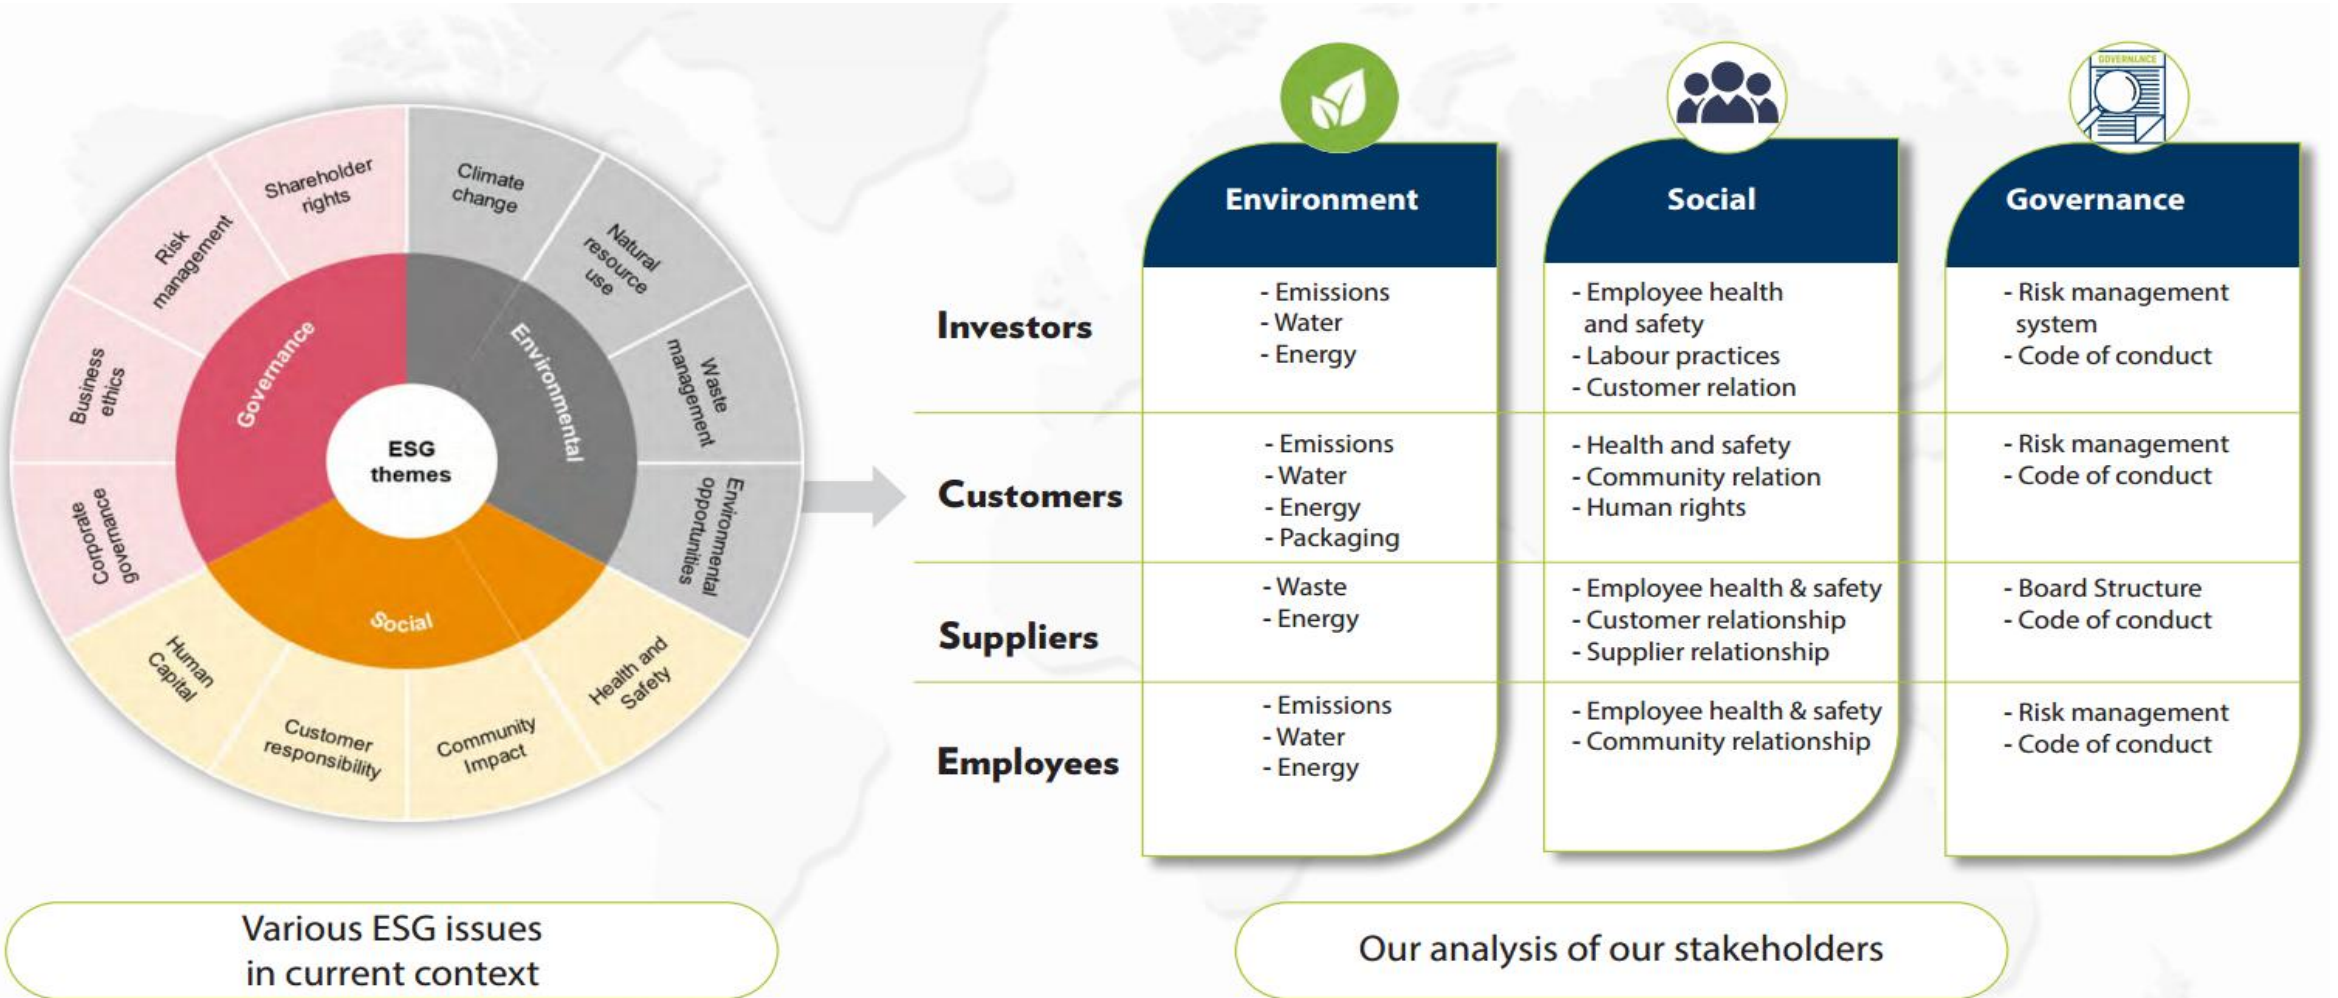 Shareholder
rights
Climate
change
Risk
management
Natural
resource
use
Business
ethics
Waste
management
Corporate
governance
Environmental
opportunities
Human
Capital
Customer
responsibility
Community
Impact
Health and
Safety
Governance
Environmental
Social
ESG
themes
Various ESG issues
in current context
GOVERNANCE
Environment
Social
Governance
Investors
- Emissions
- Water
- Energy
- Employee health
and safety
- Labour practices
- Customer relation
- Risk management
system
- Code of conduct
Customers
- Emissions
- Water
- Energy
- Packaging
- Health and safety
- Community relation
- Human rights
- Risk management
- Code of conduct
Suppliers
- Waste
- Energy
- Employee health & safety
- Customer relationship
- Supplier relationship
- Board Structure
- Code of conduct
Employees
- Emissions
- Water
- Energy
- Employee health & safety
- Community relationship
- Risk management
- Code of conduct
Our analysis of our stakeholders